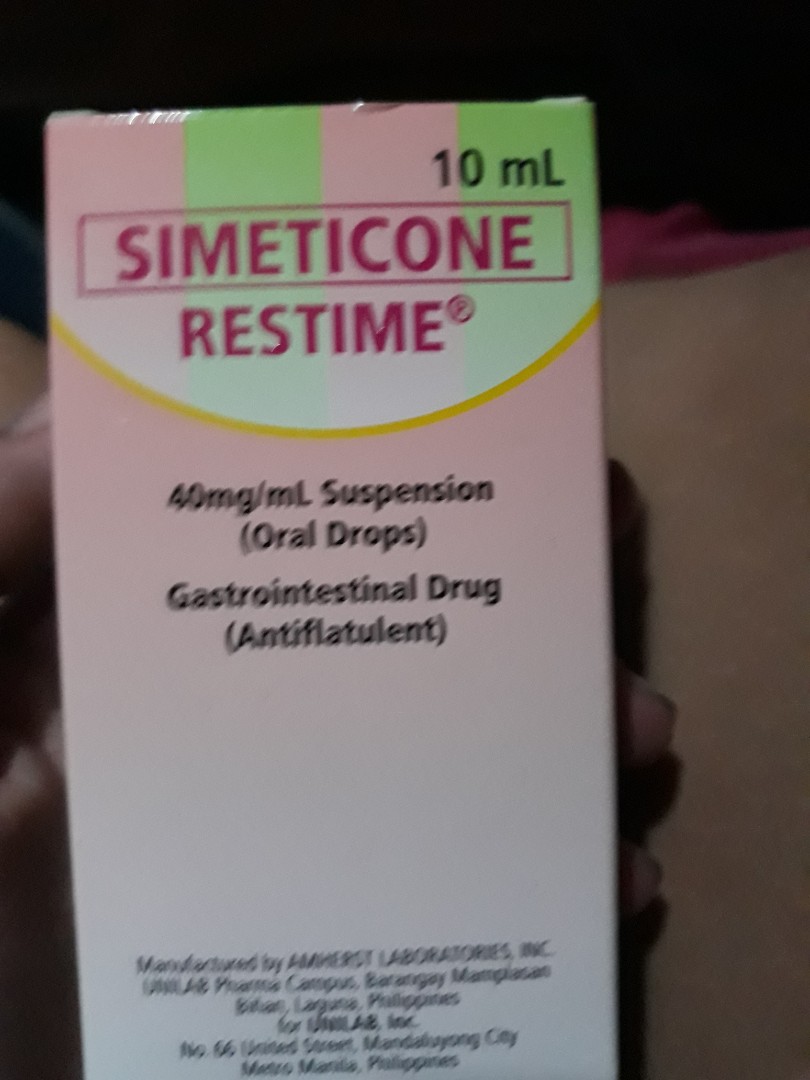 10 mL
SIMETICONE
RESTIME®
40mg/mL Suspension
(Oral Drops)
Gastrointestinal Drug
(Antiflatulent)
Manufactured by AMHERST LABORATORIES, INC.
UNILAB Pharma Campus, Barangay Mamplasan
Biñan, Laguna, Philippines
for UNILAB, Inc.
No. 66 United Street, Mandaluyong City
Metro Manila, Philippines